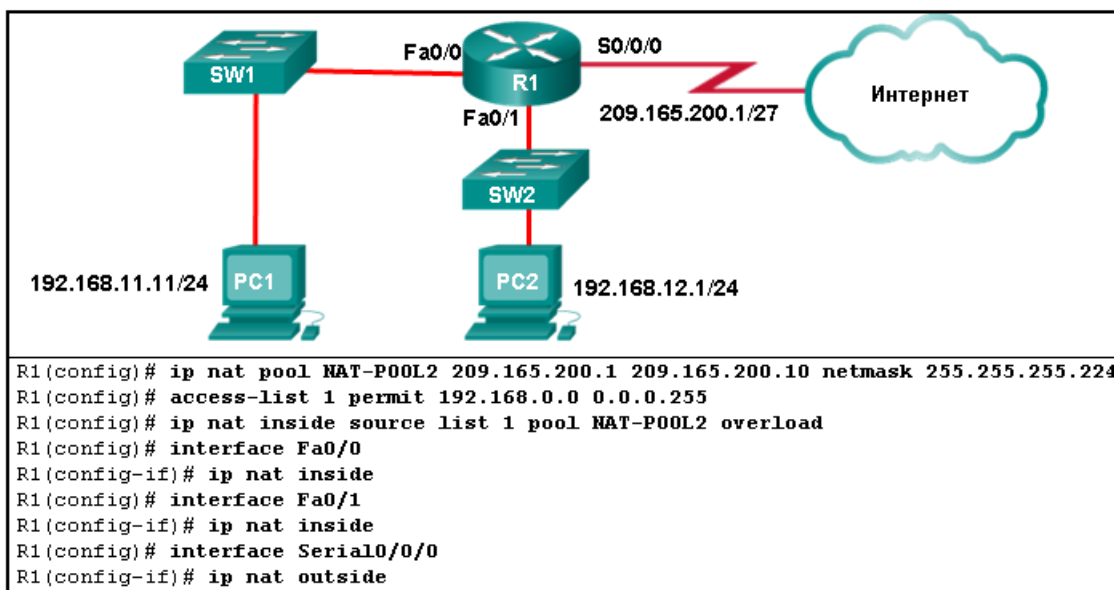 Fa0/0
S0/0/0
SW1
R1
Интернет
Fa0/1
209.165.200.1/27
SW2
192.168.11.11/24
PC1
PC2
192.168.12.1/24
R1(config)# ip nat pool NAT-POOL2 209.165.200.1 209.165.200.10 netmask 255.255.255.224
R1(config)# access-list 1 permit 192.168.0.0 0.0.0.255
R1(config)# ip nat inside source list 1 pool NAT-POOL2 overload
R1(config)# interface Fa0/0
R1(config-if)# ip nat inside
R1(config)# interface Fa0/1
R1(config-if)# ip nat inside
R1(config)# interface Serial0/0/0
R1(config-if)# ip nat outside